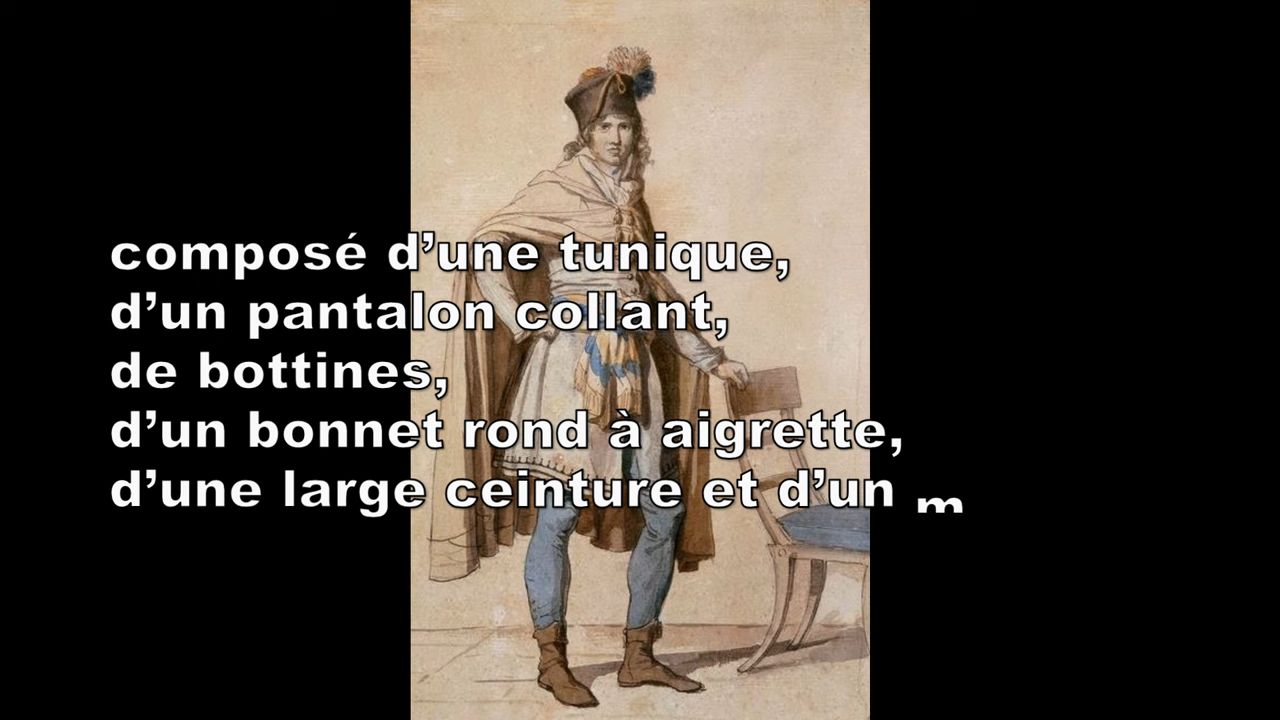 composé d’une tunique,
d’un pantalon collant,
de bottines,
d’un bonnet rond à aigrette,
d’une large ceinture et d’un m